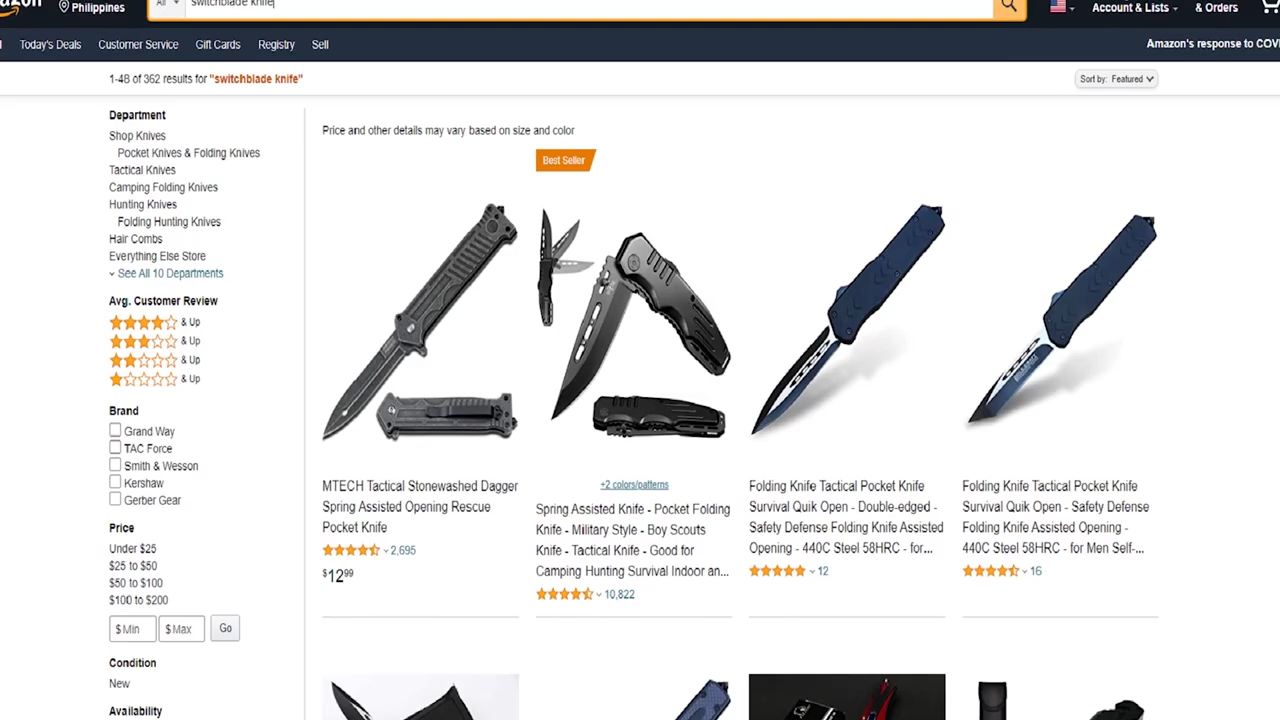 Philippines
All
switchblade knife
Account & Lists
& Orders
Today's Deals
Customer Service
Gift Cards
Registry
Sell
Amazon's response to COVI
1-48 of 362 results for "switchblade knife"
Sort by: Featured
Department
Shop Knives
Pocket Knives & Folding Knives
Tactical Knives
Camping Folding Knives
Hunting Knives
Folding Hunting Knives
Hair Combs
Everything Else Store
See All 10 Departments
Avg. Customer Review
& Up
& Up
& Up
& Up
Brand
Grand Way
TAC Force
Smith & Wesson
Kershaw
Gerber Gear
Price
Under $25
$25 to $50
$50 to $100
$100 to $200
$ Min
$ Max
Go
Condition
New
Availability
Price and other details may vary based on size and color
Best Seller
MTECH Tactical Stonewashed Dagger
Spring Assisted Opening Rescue
Pocket Knife
2,695
$12.99
+2 colors/patterns
Spring Assisted Knife - Pocket Folding
Knife - Military Style - Boy Scouts
Knife - Tactical Knife - Good for
Camping Hunting Survival Indoor an...
10,822
Folding Knife Tactical Pocket Knife
Survival Quik Open - Double-edged -
Safety Defense Folding Knife Assisted
Opening - 440C Steel 58HRC - for...
12
Folding Knife Tactical Pocket Knife
Survival Quik Open - Safety Defense
Folding Knife Assisted Opening -
440C Steel 58HRC - for Men Self-...
16